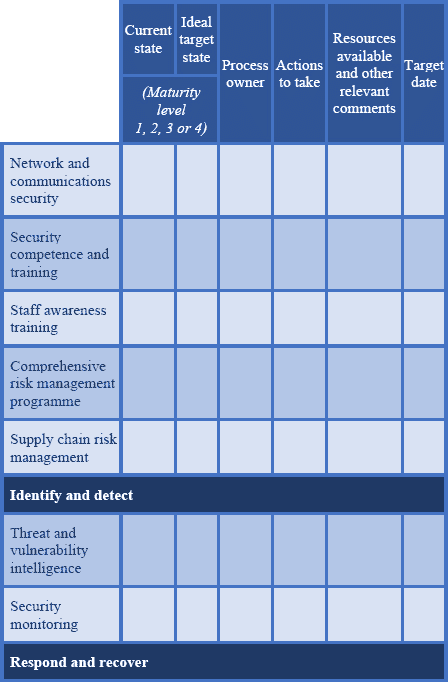 Current
state
Ideal
target
state
(Maturity
level
1, 2, 3 or 4)
Process
owner
Actions
to take
Resources
available
and other
relevant
comments
Target
date
Network and
communications
security
Security
competence and
training
Staff awareness
training
Comprehensive
risk management
programme
Supply chain risk
management
Identify and detect
Threat and
vulnerability
intelligence
Security
monitoring
Respond and recover